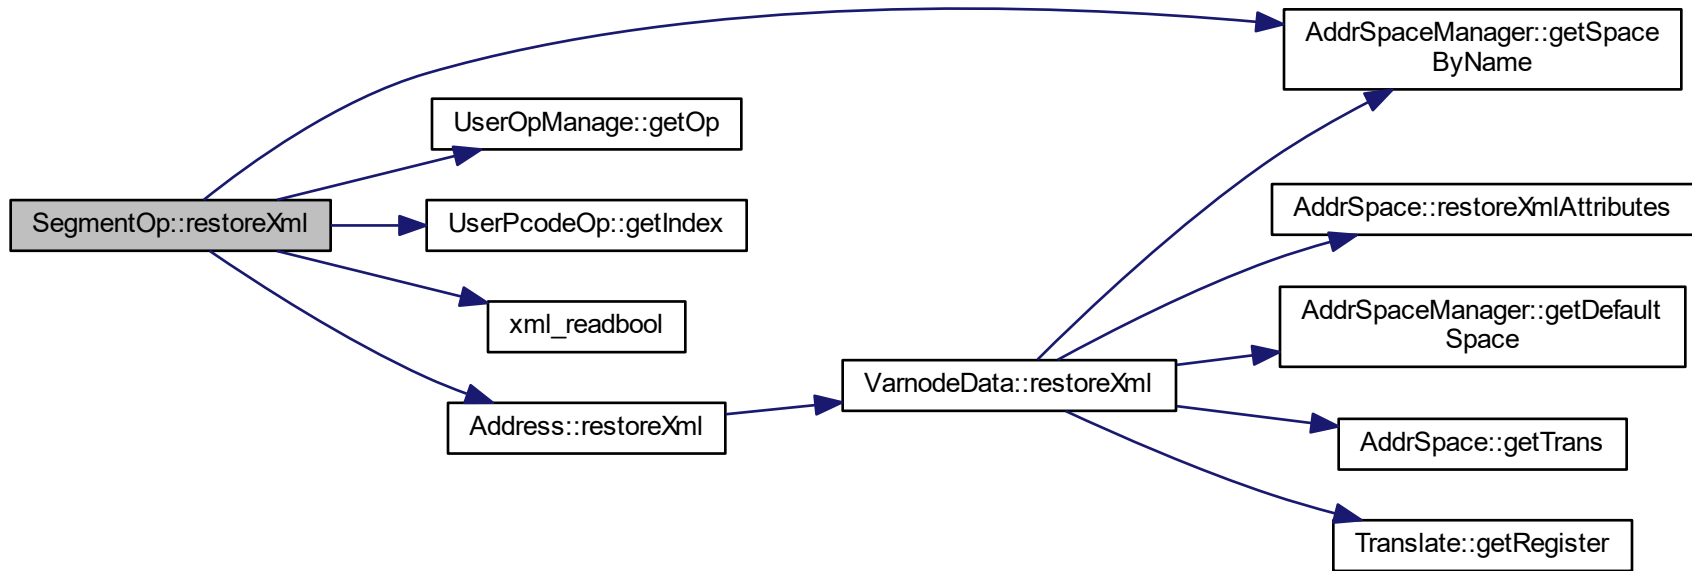 SegmentOp::restoreXml
UserOpManage::getOp
UserPcodeOp::getIndex
xml_readbool
Address::restoreXml
VarnodeData::restoreXml
AddrSpaceManager::getSpace
ByName
AddrSpace::restoreXmlAttributes
AddrSpaceManager::getDefault
Space
AddrSpace::getTrans
Translate::getRegister